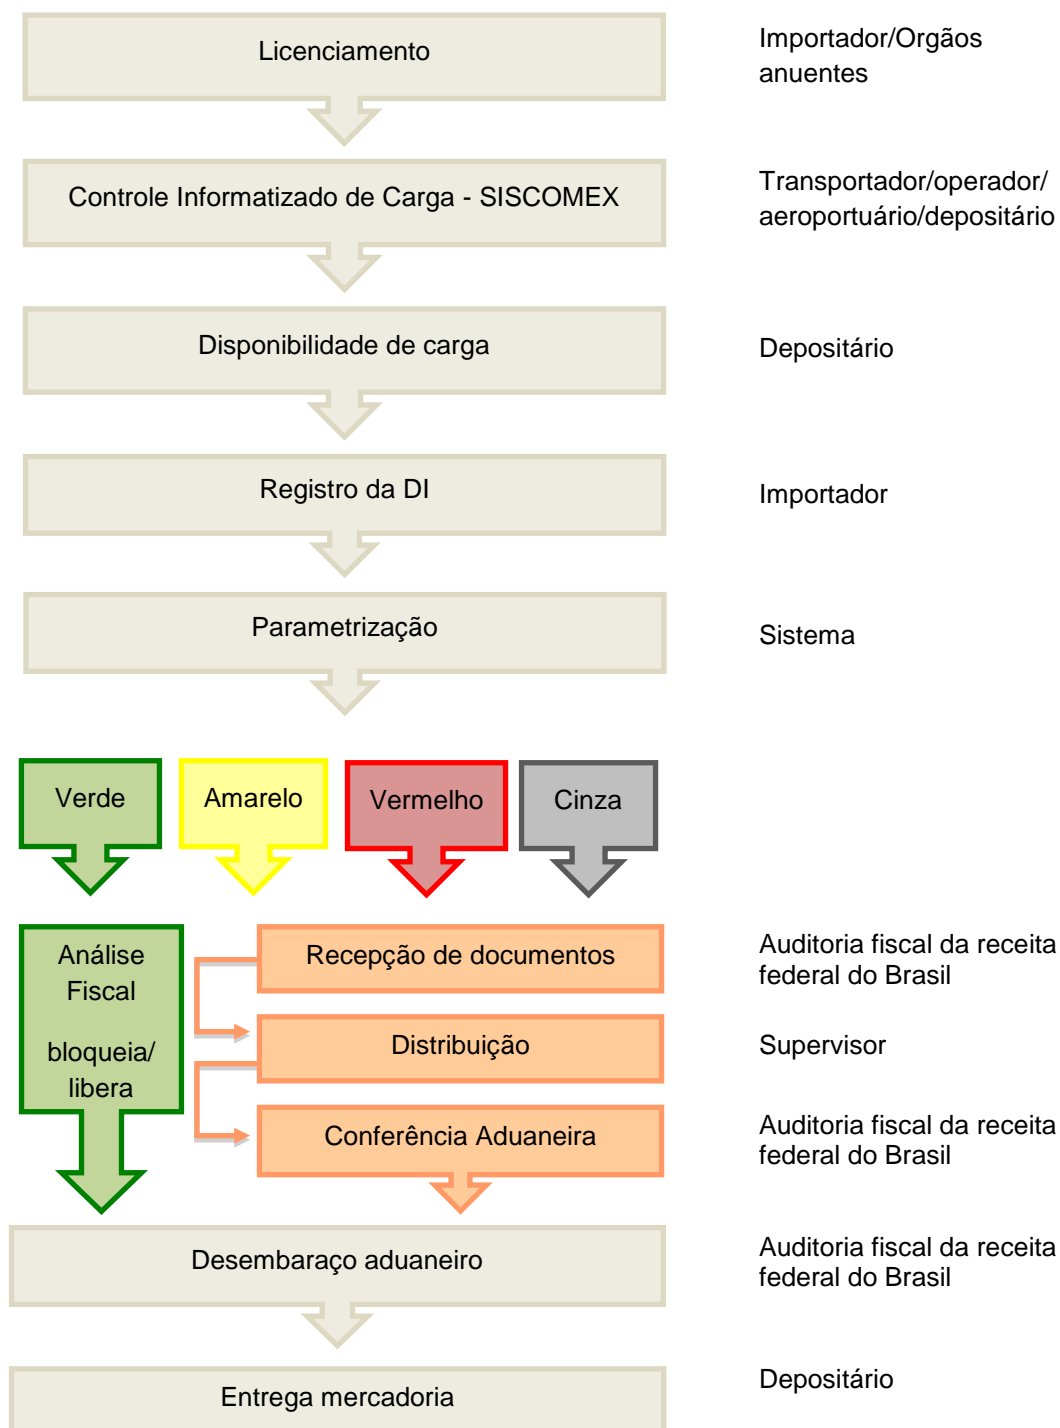 Licenciamento
Importador/Orgãos
anuentes
Controle Informatizado de Carga - SISCOMEX
Transportador/operador/
aeroportuário/depositário
Disponibilidade de carga
Depositário
Registro da DI
Importador
Parametrização
Sistema
Verde
Amarelo
Vermelho
Cinza
Análise
Fiscal
bloqueia/
libera
Recepção de documentos
Auditoria fiscal da receita
federal do Brasil
Distribuição
Supervisor
Conferência Aduaneira
Auditoria fiscal da receita
federal do Brasil
Desembaraço aduaneiro
Auditoria fiscal da receita
federal do Brasil
Entrega mercadoria
Depositário